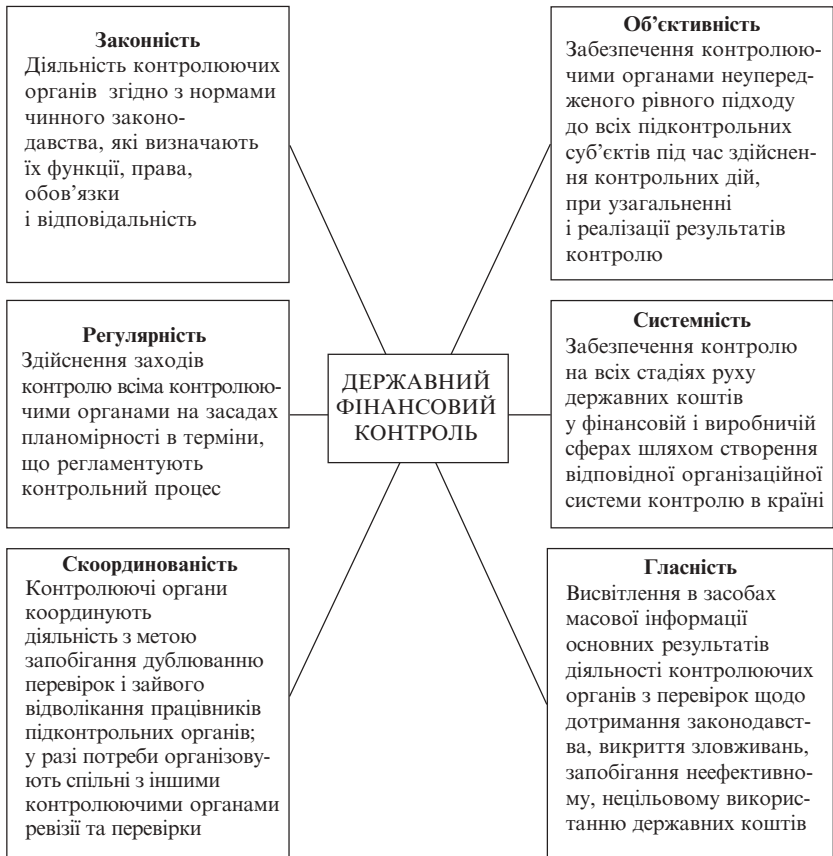 Законність
Діяльність контролюючих
органів згідно з нормами
чинного законо-
давства, які визначають
їх функції, права,
обов’язки
і відповідальність
Об’єктивність
Забезпечення контролюю-
чими органами неуперед-
женого рівного підходу
до всіх підконтрольних
суб’єктів під час здійснен-
ня контрольних дій,
при узагальненні
і реалізації результатів
контролю
Регулярність
Здійснення заходів
контролю всіма контролюю-
чими органами на засадах
планомірності в терміни,
що регламентують
контрольний процес
ДЕРЖАВНИЙ
ФІНАНСОВИЙ
КОНТРОЛЬ
Системність
Забезпечення контролю
на всіх стадіях руху
державних коштів
у фінансовій і виробничій
сферах шляхом створення
відповідної організаційної
системи контролю в країні
Скоординованість
Контролюючі органи
координують
діяльність з метою
запобігання дублюванню
перевірок і зайвого
відволікання працівників
підконтрольних органів;
у разі потреби організову-
ють спільні з іншими
контролюючими органами
ревізії та перевірки
Гласність
Висвітлення в засобах
масової інформації
основних результатів
діяльності контролюючих
органів з перевірок щодо
дотримання законодавст-
ва, викриття зловживань,
запобігання неефективно-
му, нецільовому викорис-
танню державних коштів